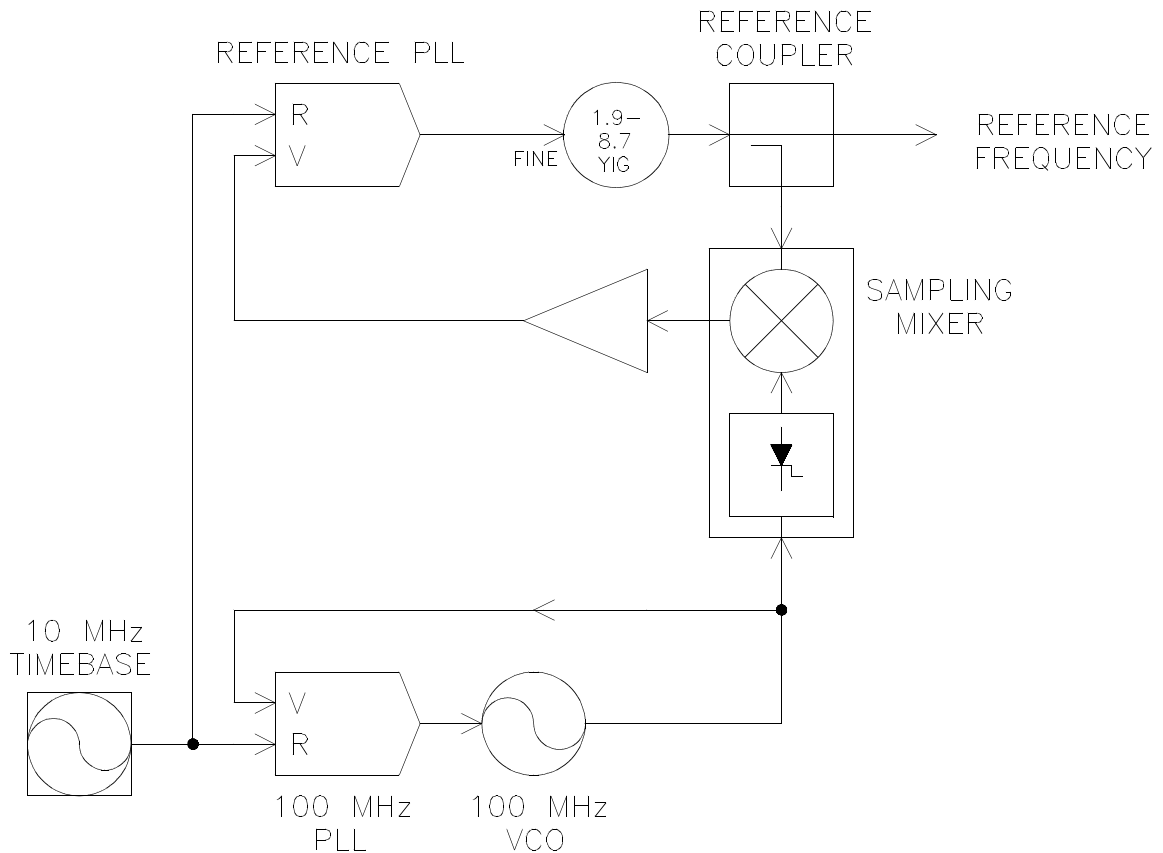 REFERENCE
COUPLER
REFERENCE PLL
R
V
FINE
1.9-
8.7
YIG
REFERENCE
FREQUENCY
SAMPLING
MIXER
10 MHz
TIMEBASE
V
R
100 MHz
PLL
100 MHz
VCO